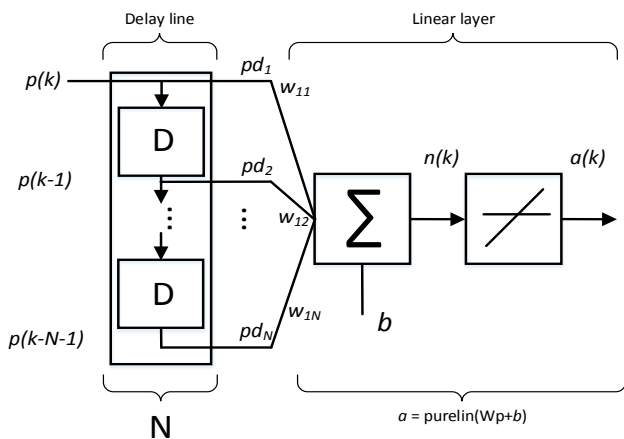 Delay line
Linear layer
p(k)
pd1
w11
D
p(k-1)
pd2
w12
n(k)
a(k)
∑
b
D
p(k-N-1)
pdN
w1N
N
a = purelin(Wp+b)